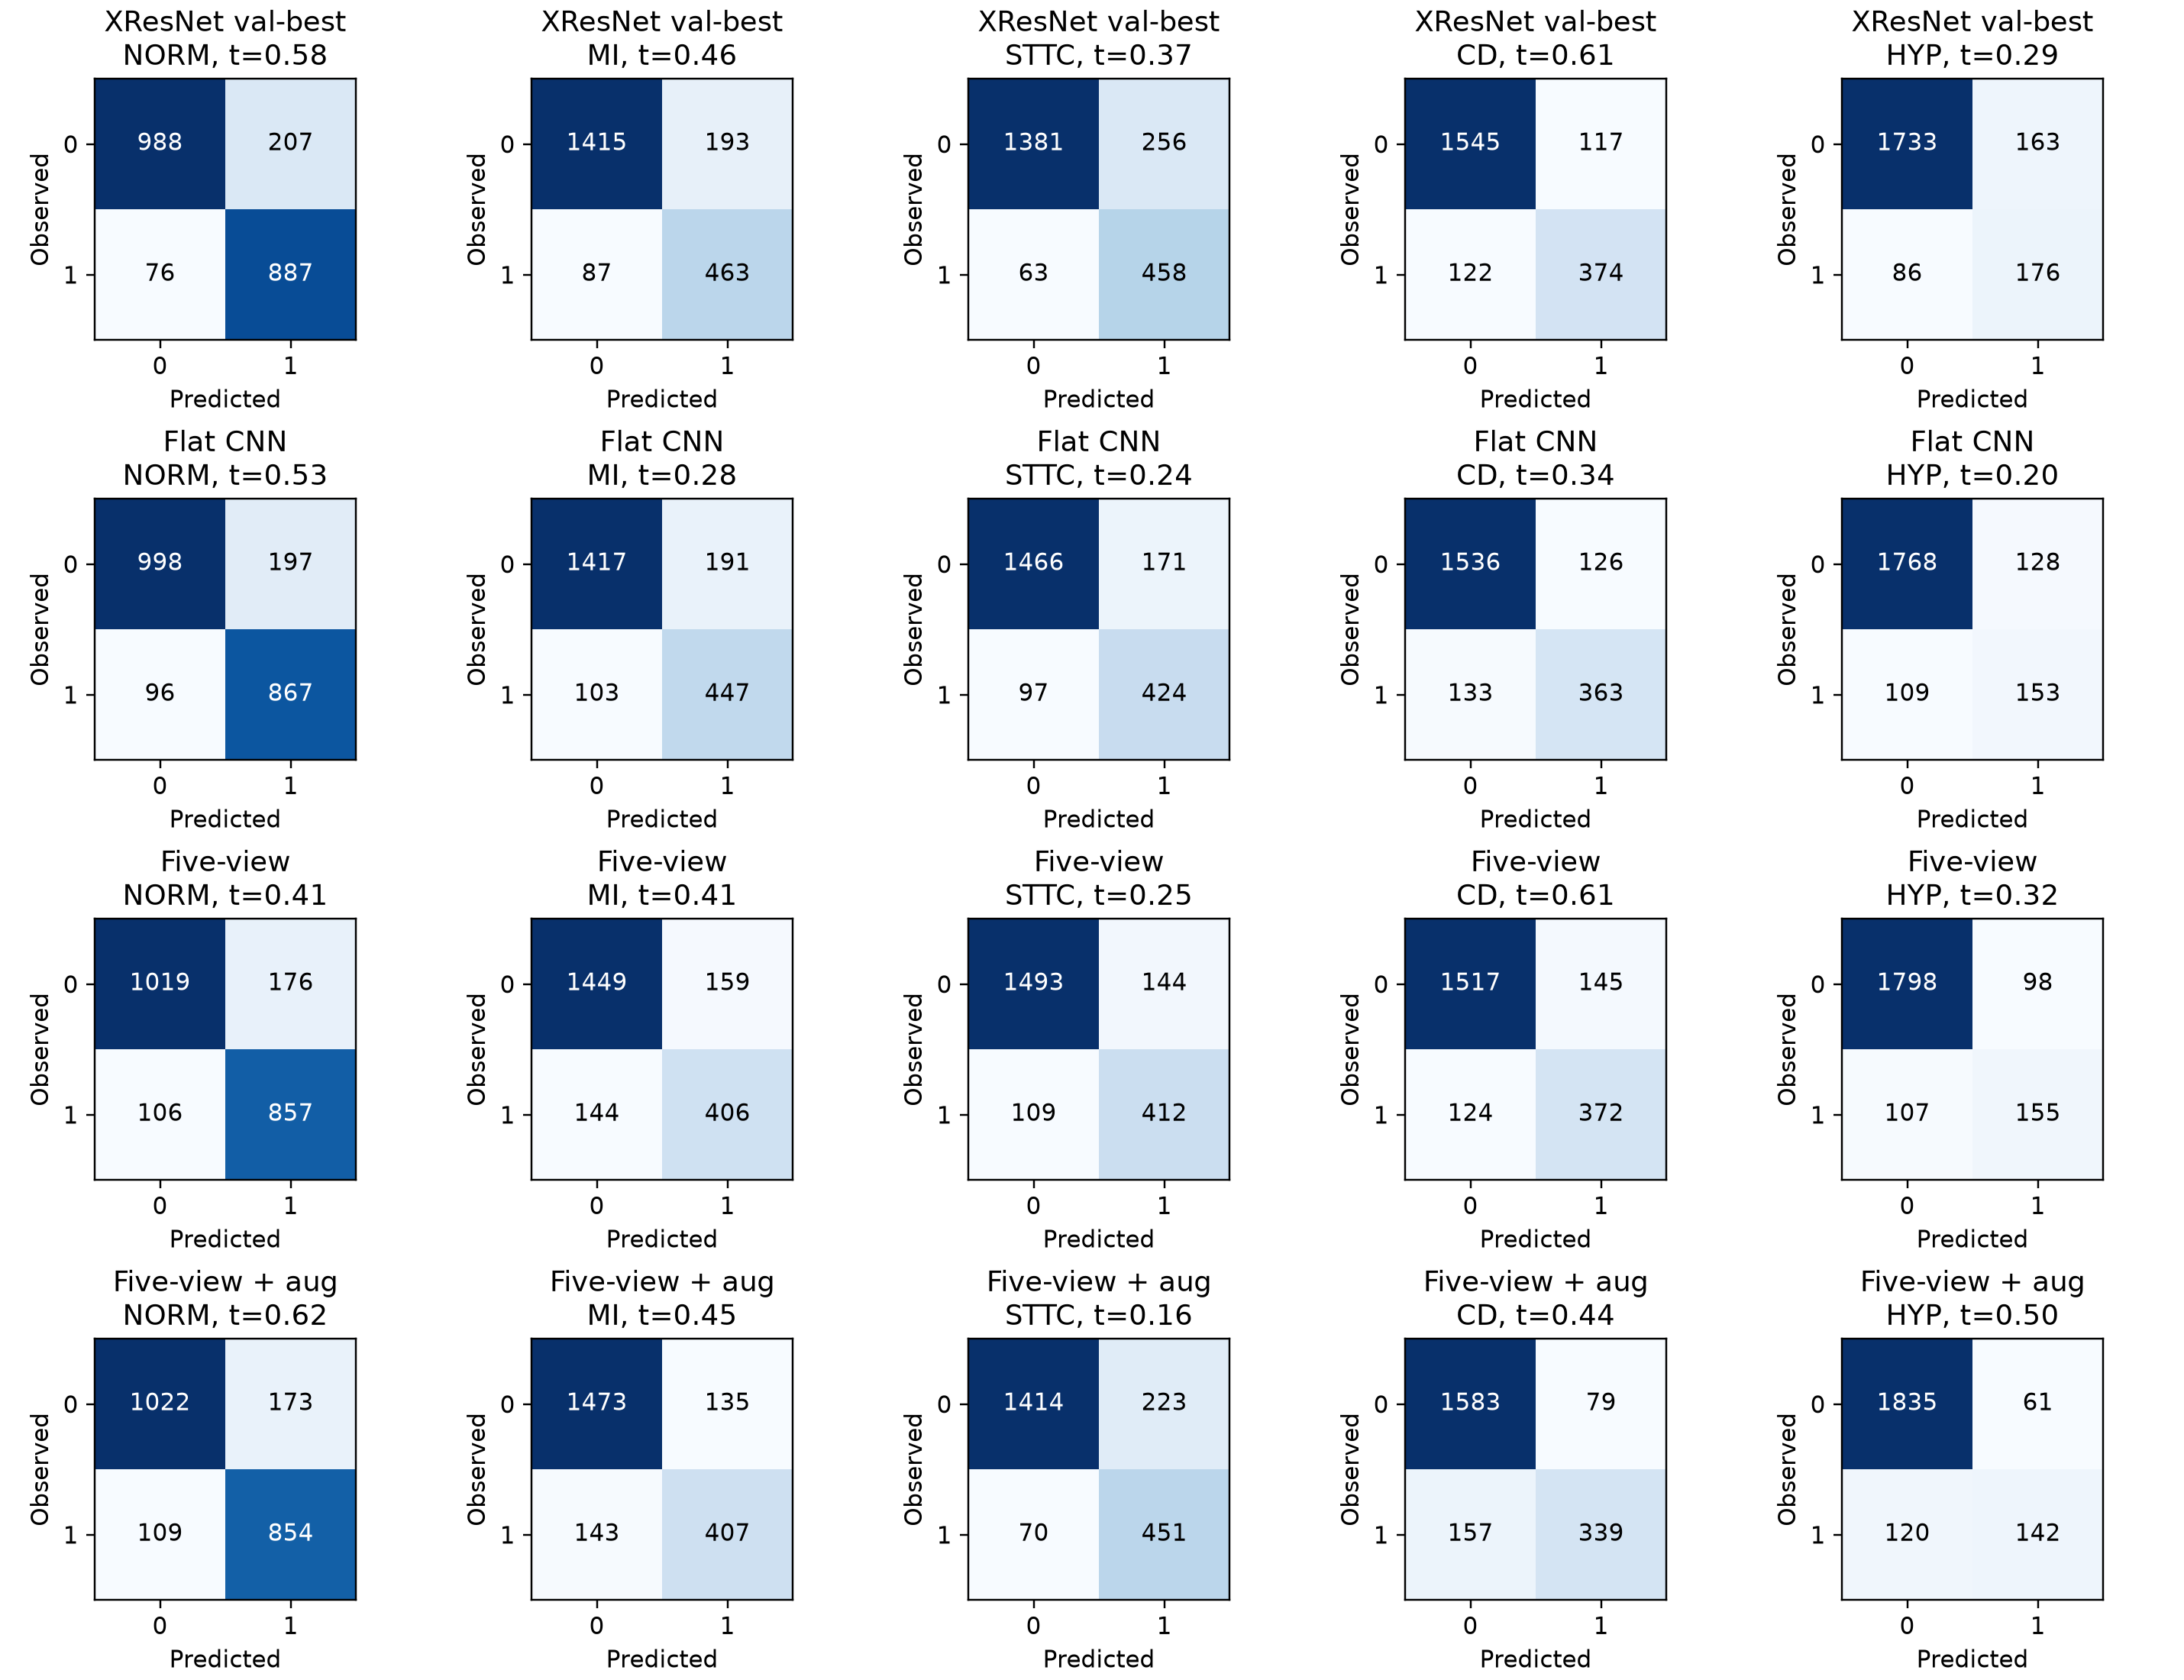 XResNet val-best XResNet val-best XResNet val-best XResNet val-best XResNet val-best
NORM, t=0.58 MI, t=0.46 STTC, t=0.37 CD, t=0.61 HYP, t=0.29
0 988 207 0 1415 193 0 1381 256 0 1545 117 0 1733 163
Observed Observed Observed Observed Observed
1 76 887 1 87 463 1 63 458 1 122 374 1 86 176
0 1 0 1 0 1 0 1 0 1
Predicted Predicted Predicted Predicted Predicted
Flat CNN Flat CNN Flat CNN Flat CNN Flat CNN
NORM, t=0.53 MI, t=0.28 STTC, t=0.24 CD, t=0.34 HYP, t=0.20
0 998 197 0 1417 191 0 1466 171 0 1536 126 0 1768 128
Observed Observed Observed Observed Observed
1 96 867 1 103 447 1 97 424 1 133 363 1 109 153
0 1 0 1 0 1 0 1 0 1
Predicted Predicted Predicted Predicted Predicted
Five-view Five-view Five-view Five-view Five-view
NORM, t=0.41 MI, t=0.41 STTC, t=0.25 CD, t=0.61 HYP, t=0.32
0 1019 176 0 1449 159 0 1493 144 0 1517 145 0 1798 98
Observed Observed Observed Observed Observed
1 106 857 1 144 406 1 109 412 1 124 372 1 107 155
0 1 0 1 0 1 0 1 0 1
Predicted Predicted Predicted Predicted Predicted
Five-view + aug Five-view + aug Five-view + aug Five-view + aug Five-view + aug
NORM, t=0.62 MI, t=0.45 STTC, t=0.16 CD, t=0.44 HYP, t=0.50
0 1022 173 0 1473 135 0 1414 223 0 1583 79 0 1835 61
Observed Observed Observed Observed Observed
1 109 854 1 143 407 1 70 451 1 157 339 1 120 142
0 1 0 1 0 1 0 1 0 1
Predicted Predicted Predicted Predicted Predicted